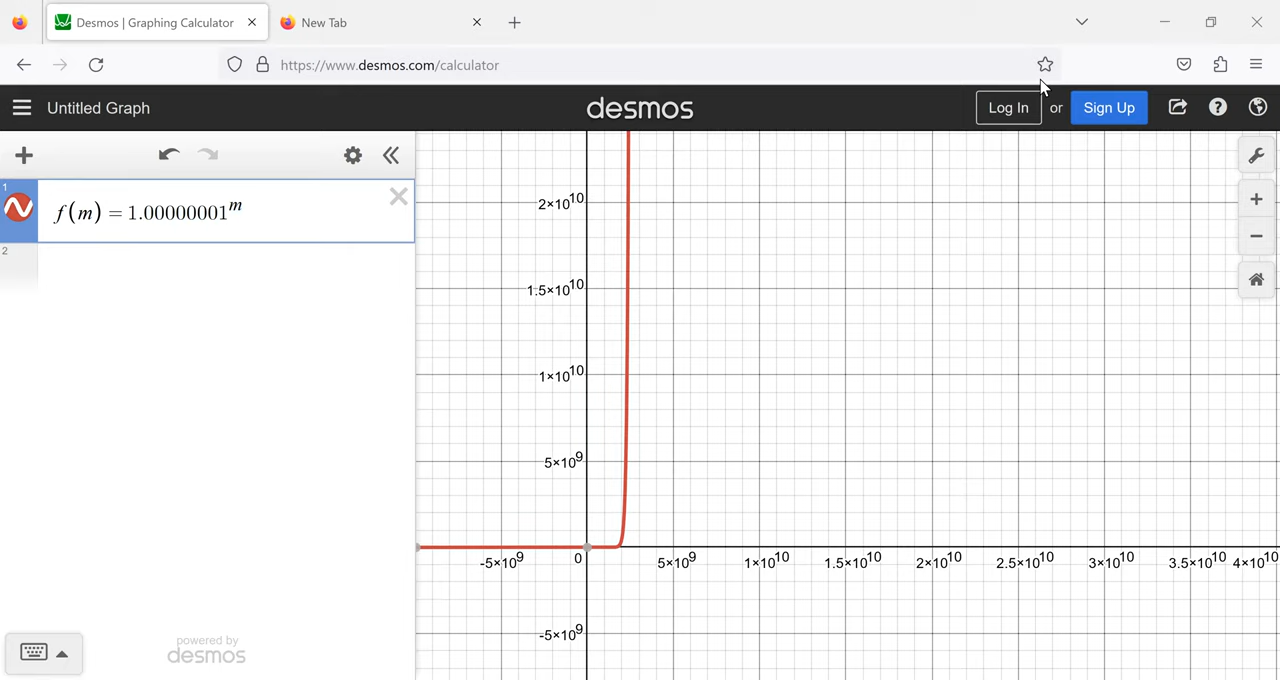 Desmos | Graphing Calculator
New Tab
https://www.desmos.com/calculator
Untitled Graph
desmos
Log In or Sign Up
1
f(m) = 1.00000001^m
2
2×10^10
1.5×10^10
1×10^10
5×10^9
0
-5×10^9
-5×10^9
5×10^9
1×10^10
1.5×10^10
2×10^10
2.5×10^10
3×10^10
3.5×10^10
4×10^10
powered by
desmos